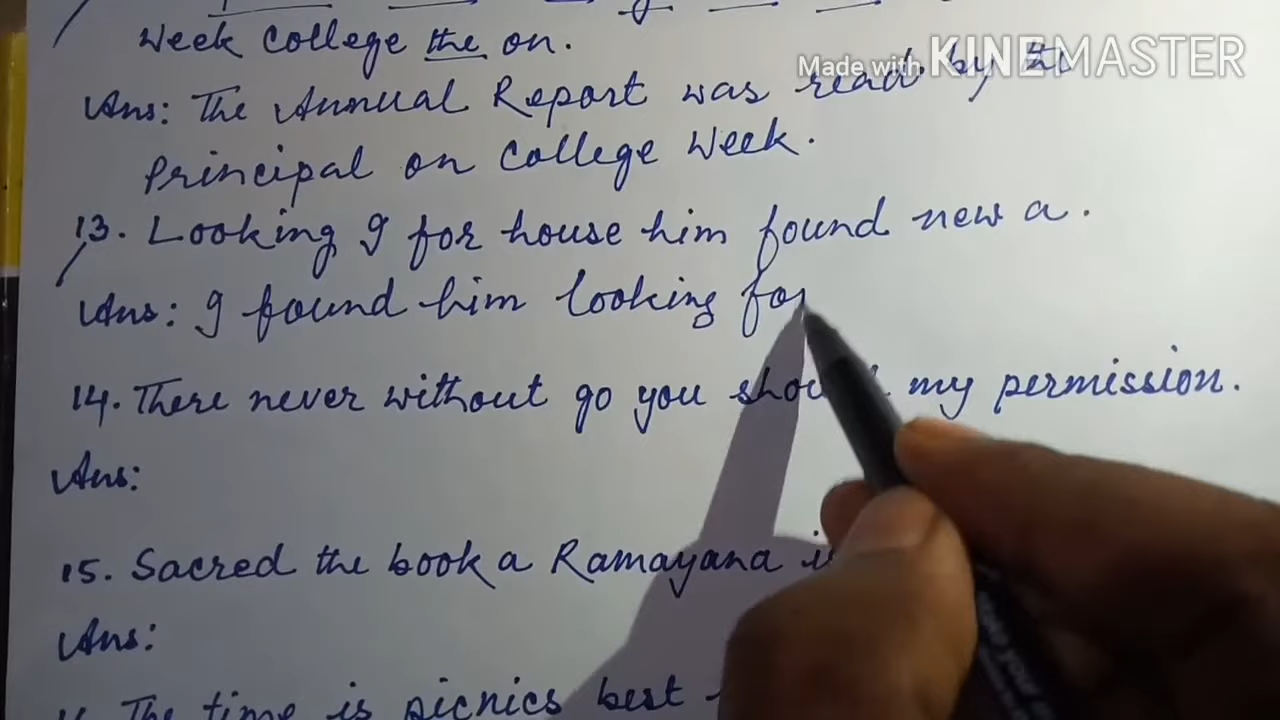 Week College the on.
Made with KINEMASTER
Ans: The Annual Report was read by the
Principal on College Week.
13. Looking I for house him found new a.
Ans: I found him looking for
14. There never without go you should my permission.
Ans:
15. Sacred the book a Ramayana is
Ans:
The time is picnics best